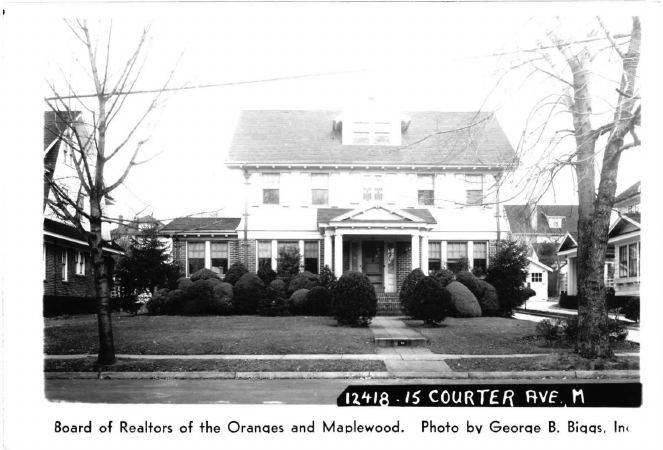 12418 - 15 COURTER AVE, M
Board of Realtors of the Oranges and Maplewood. Photo by George B. Biggs, Inc